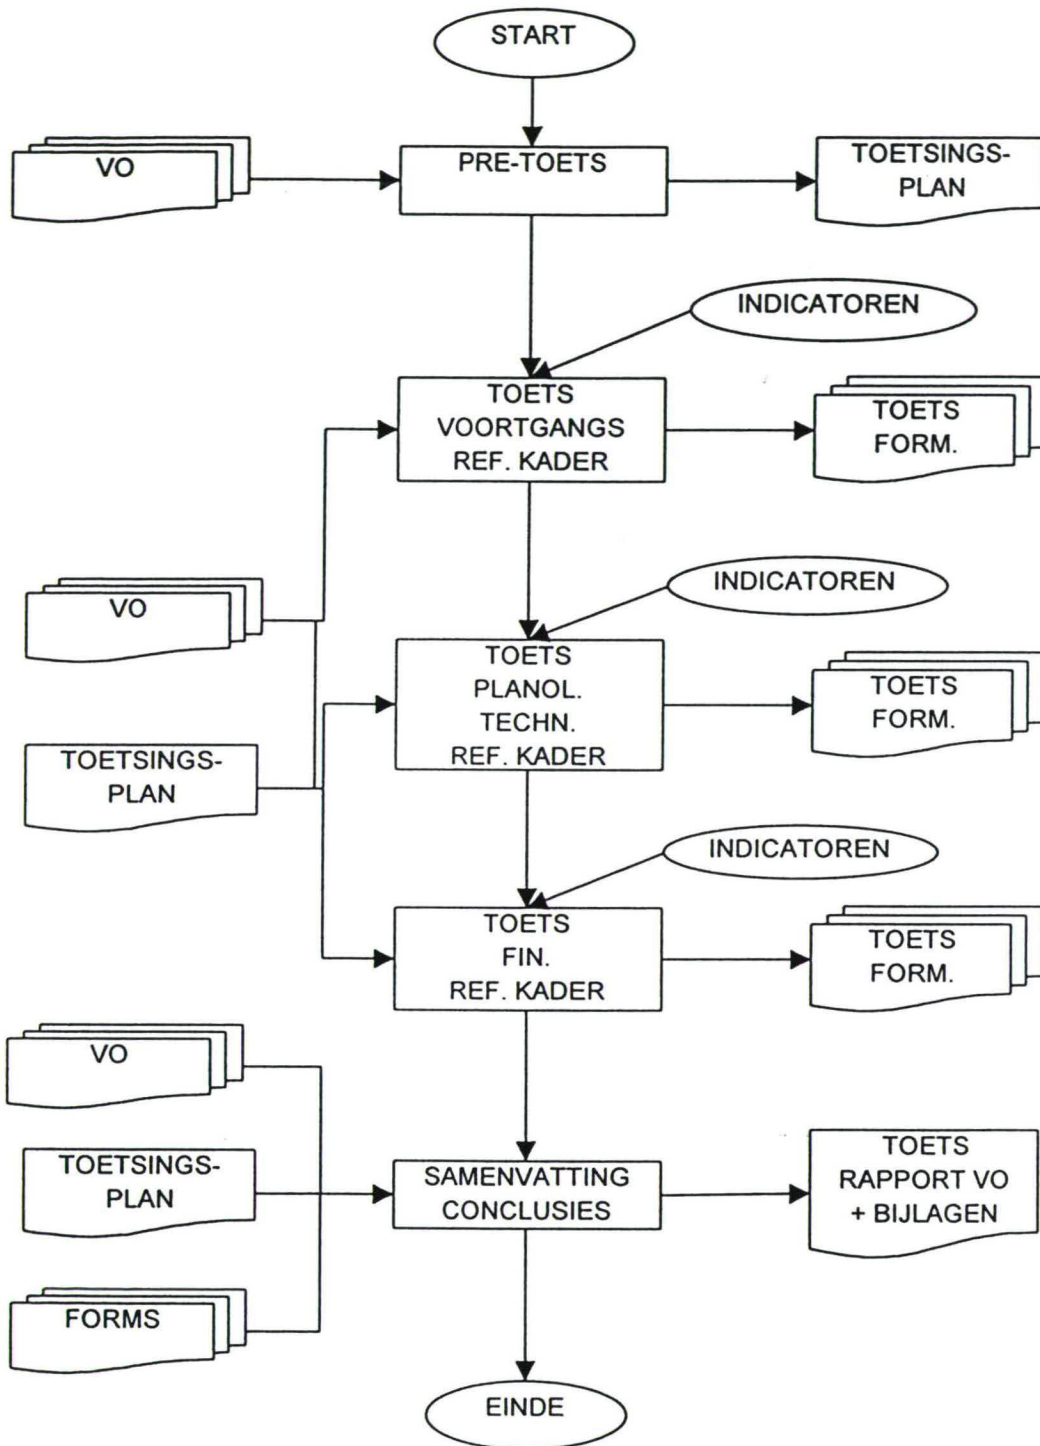 START
VO
PRE-TOETS
TOETSINGS-
PLAN
INDICATOREN
TOETS
VOORTGANGS
REF. KADER
TOETS
FORM.
INDICATOREN
VO
TOETS
PLANOL.
TECHN.
REF. KADER
TOETS
FORM.
TOETSINGS-
PLAN
INDICATOREN
TOETS
FIN.
REF. KADER
TOETS
FORM.
VO
TOETSINGS-
PLAN
SAMENVATTING
CONCLUSIES
TOETS
RAPPORT VO
+ BIJLAGEN
FORMS
EINDE